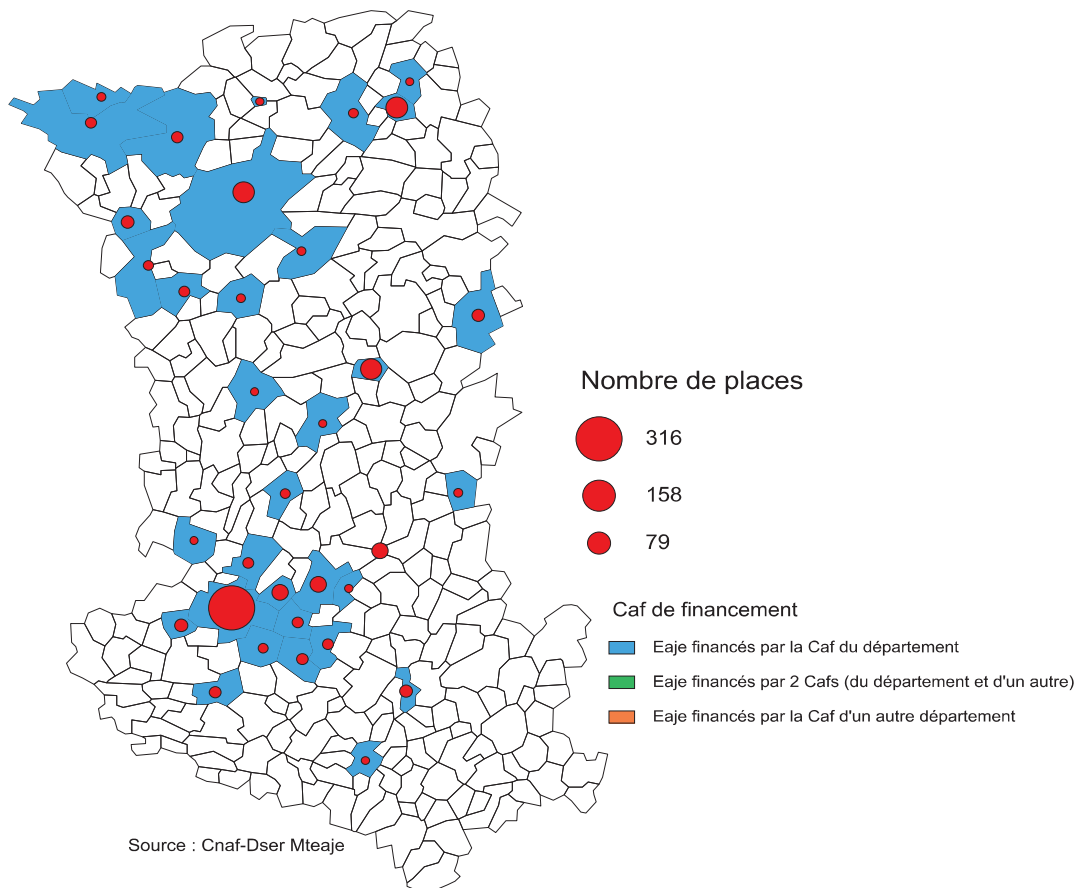 Nombre de places
316
158
79
Caf de financement
Eaje financés par la Caf du département
Eaje financés par 2 Cafs (du département et d'un autre)
Eaje financés par la Caf d'un autre département
Source : Cnaf-Dser Mteaje